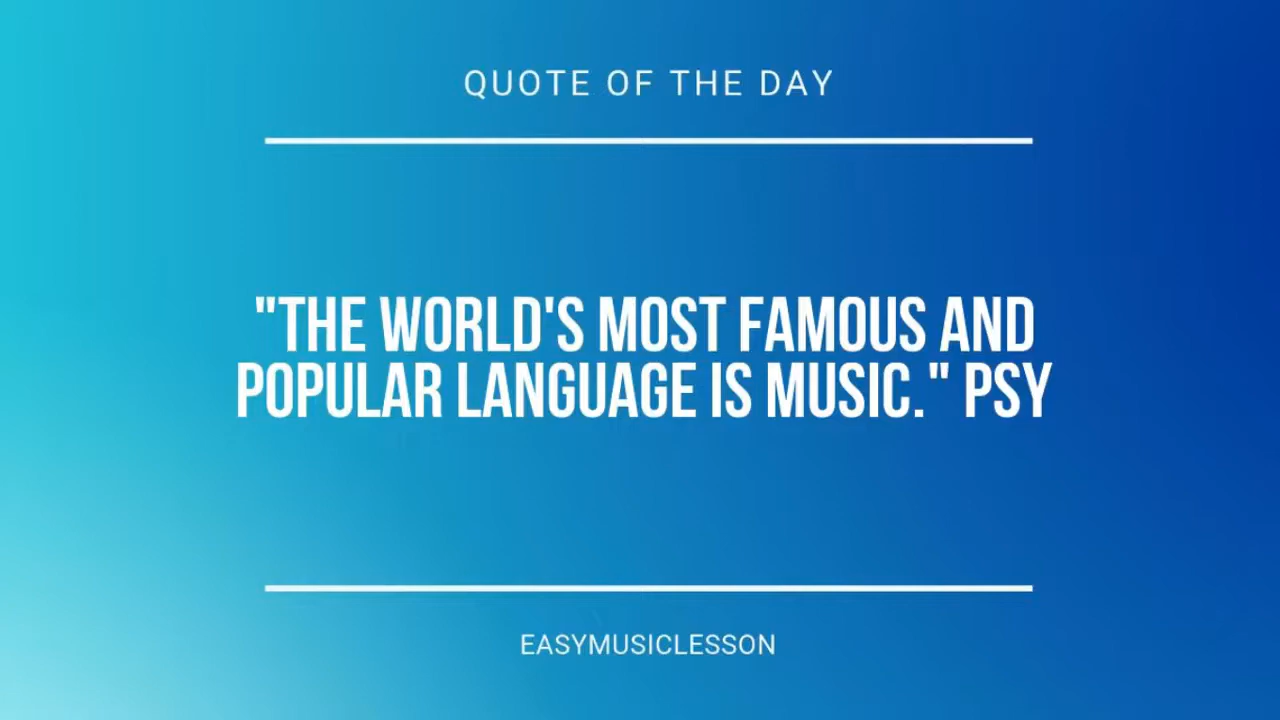 QUOTE OF THE DAY
"THE WORLD'S MOST FAMOUS AND
POPULAR LANGUAGE IS MUSIC." PSY
EASYMUSICLESSON